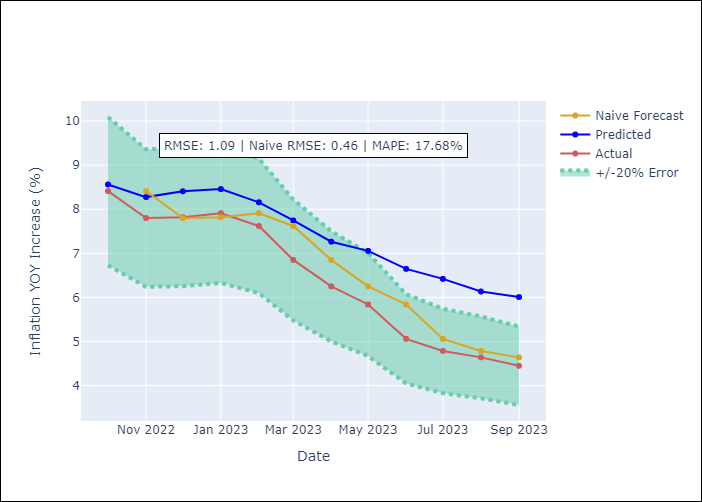 RMSE: 1.09 | Naive RMSE: 0.46 | MAPE: 17.68%
Naive Forecast
Predicted
Actual
+/-20% Error
Inflation YOY Increase (%)
10
9
8
7
6
5
4
Nov 2022
Jan 2023
Mar 2023
May 2023
Jul 2023
Sep 2023
Date